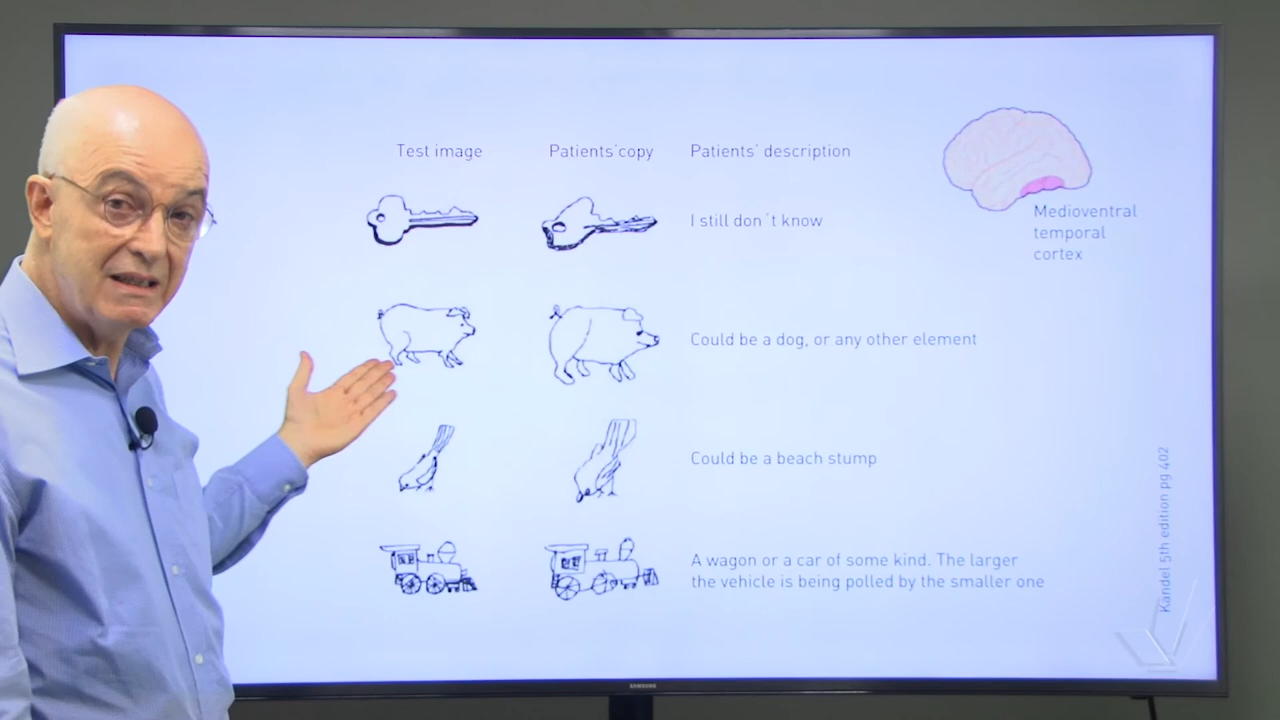 Test image
Patients'copy
Patients' description
I still don´t know
Medioventral
temporal
cortex
Could be a dog, or any other element
Could be a beach stump
A wagon or a car of some kind. The larger
the vehicle is being polled by the smaller one
Kandel 5th edition pg 402
SAMSUNG